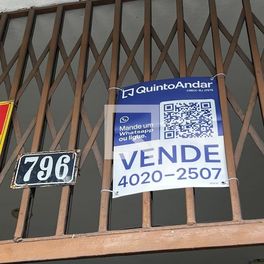 QuintoAndar
Mande um
Whatsapp
ou ligue.
VENDE
4020-2507
796